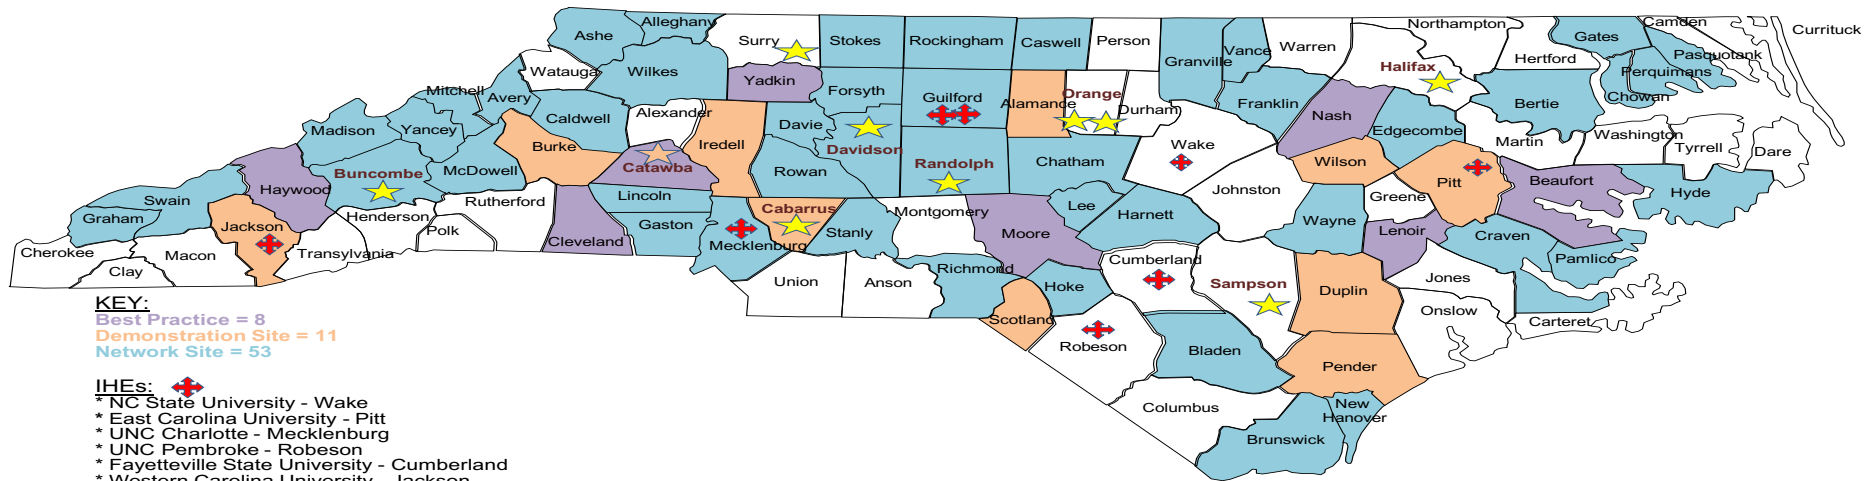 Alleghany
Northampton
Camden
Currituck
Ashe
Surry
Stokes
Rockingham
Caswell
Person
Vance
Warren
Gates
Pasquotank
Watauga
Wilkes
Yadkin
Granville
Halifax
Hertford
Perquimans
Mitchell
Avery
Forsyth
Guilford
Alamance
Orange
Durham
Franklin
Nash
Bertie
Chowan
Madison
Yancey
Caldwell
Alexander
Davie
Edgecombe
Burke
Iredell
Davidson
Wake
Martin
Washington
Tyrrell
Dare
Haywood
Buncombe
McDowell
Catawba
Rowan
Randolph
Chatham
Wilson
Pitt
Beaufort
Hyde
Swain
Rutherford
Lincoln
Johnston
Greene
Graham
Jackson
Henderson
Polk
Cleveland
Gaston
Cabarrus
Montgomery
Lee
Harnett
Wayne
Lenoir
Craven
Cherokee
Clay
Macon
Transylvania
Mecklenburg
Stanly
Moore
Cumberland
Pamlico
Union
Anson
Richmond
Hoke
Sampson
Duplin
Jones
Onslow
Carteret
Scotland
Robeson
Bladen
Pender
Columbus
New
Hanover
Brunswick
KEY:
Best Practice = 8
Demonstration Site = 11
Network Site = 53
IHEs:
* NC State University - Wake
* East Carolina University - Pitt
* UNC Charlotte - Mecklenburg
* UNC Pembroke - Robeson
* Fayetteville State University - Cumberland
* Western Carolina University - Jackson